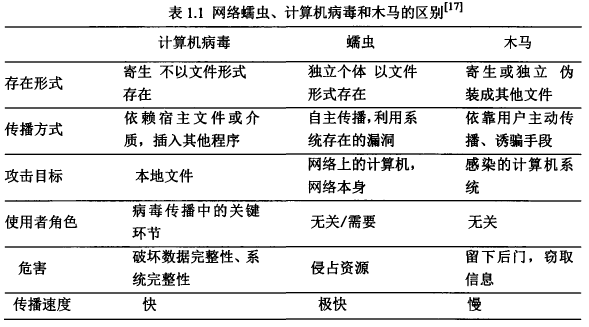 表 1.1 网络蠕虫、计算机病毒和木马的区别[17]
计算机病毒 蠕虫 木马
存在形式 寄生 不以文件形式存在 独立个体 以文件形式存在 寄生或独立 伪装成其他文件
传播方式 依赖宿主文件或介质，插入其他程序 自主传播，利用系统存在的漏洞 依靠用户主动传播、诱骗手段
攻击目标 本地文件 网络上的计算机，网络本身 感染的计算机系统
使用者角色 病毒传播中的关键环节 无关/需要 无关
危害 破坏数据完整性、系统完整性 侵占资源 留下后门，窃取信息
传播速度 快 极快 慢